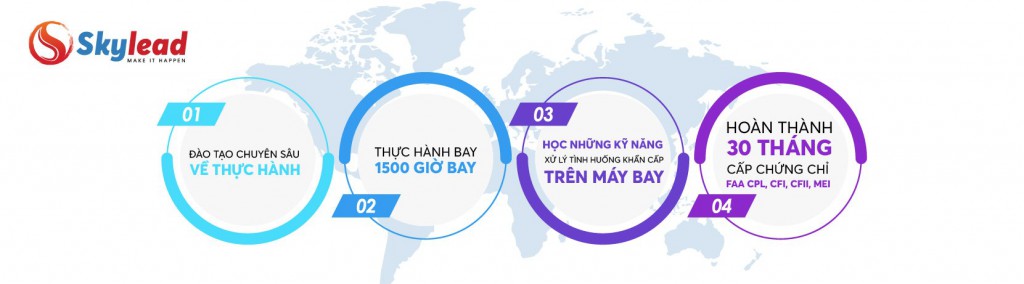 Skylead
MAKE IT HAPPEN
01
ĐÀO TẠO CHUYÊN SÂU
VỀ THỰC HÀNH
THỰC HÀNH BAY
1500 GIỜ BAY
02
03
HỌC NHỮNG KỸ NĂNG
XỬ LÝ TÌNH HUỐNG KHẨN CẤP
TRÊN MÁY BAY
HOÀN THÀNH
30 THÁNG
CẤP CHỨNG CHỈ
FAA CPL, CFI, CFII, MEI
04